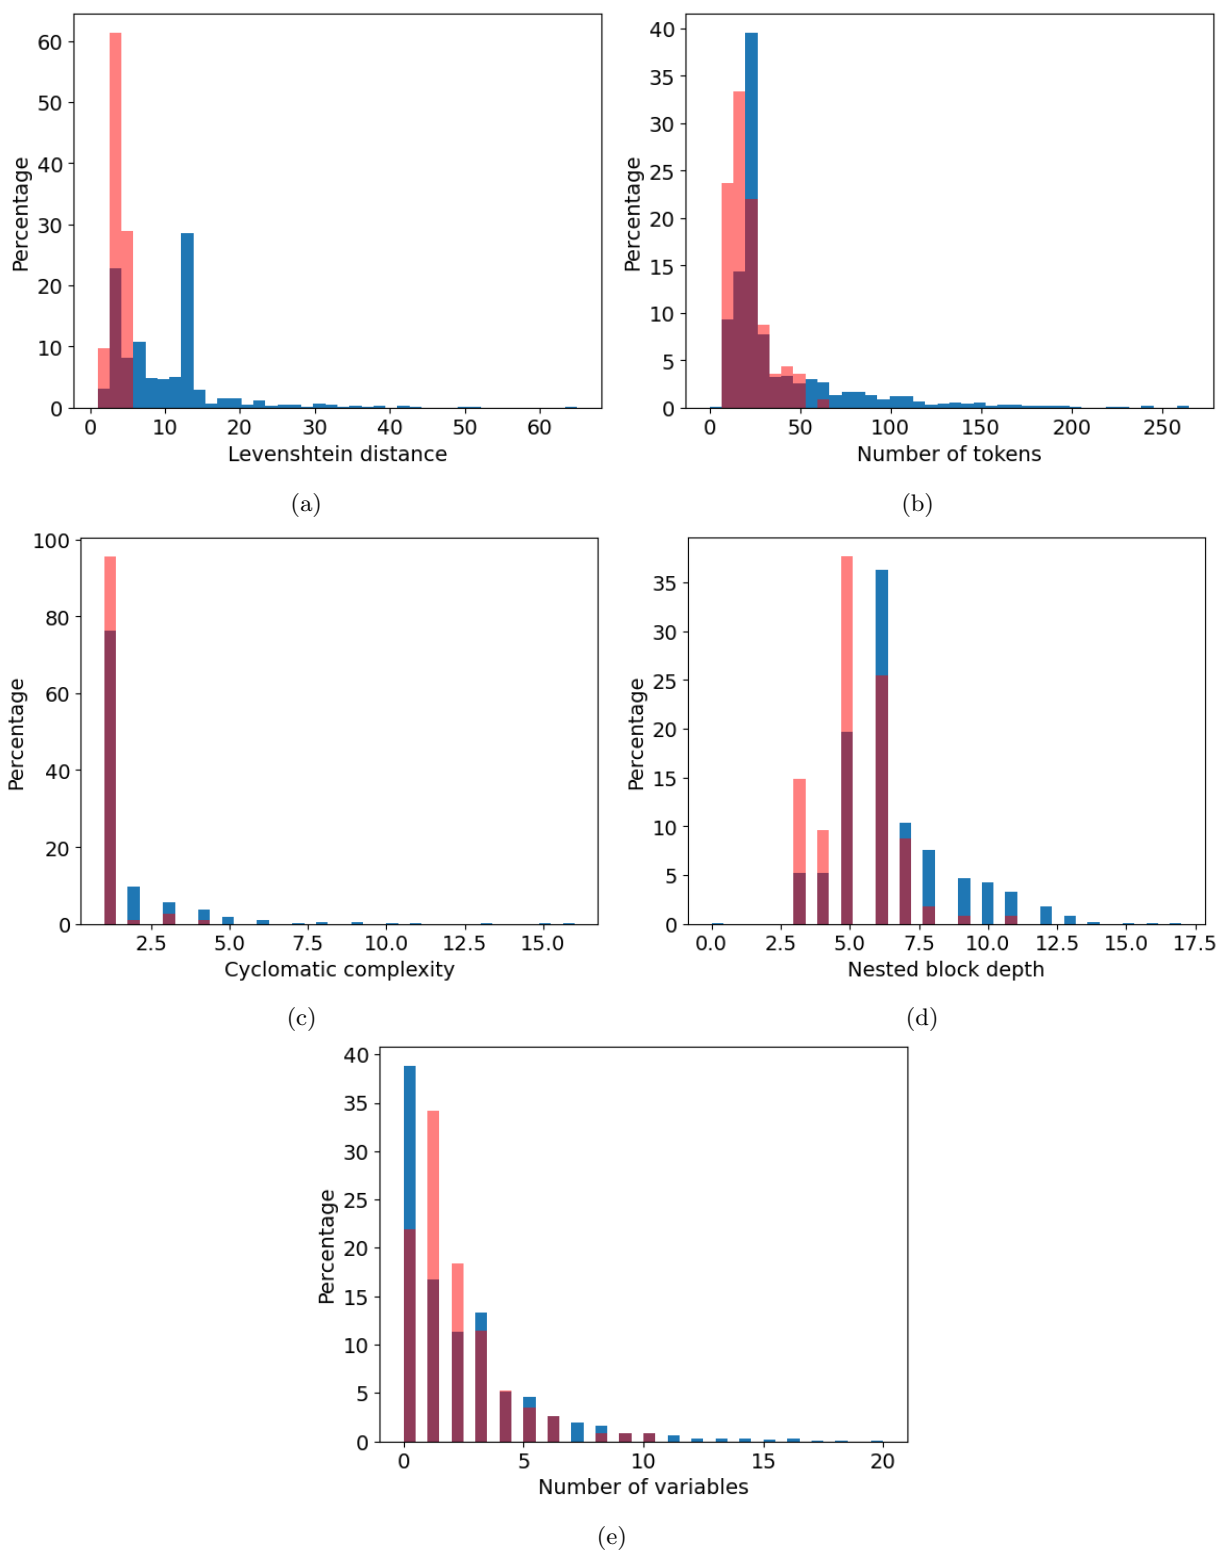 60
50
40
30
20
10
0
Percentage
0 10 20 30 40 50 60
Levenshtein distance
(a)
40
35
30
25
20
15
10
5
0
Percentage
0 50 100 150 200 250
Number of tokens
(b)
100
80
60
40
20
0
Percentage
2.5 5.0 7.5 10.0 12.5 15.0
Cyclomatic complexity
(c)
35
30
25
20
15
10
5
0
Percentage
0.0 2.5 5.0 7.5 10.0 12.5 15.0 17.5
Nested block depth
(d)
40
35
30
25
20
15
10
5
0
Percentage
0 5 10 15 20
Number of variables
(e)